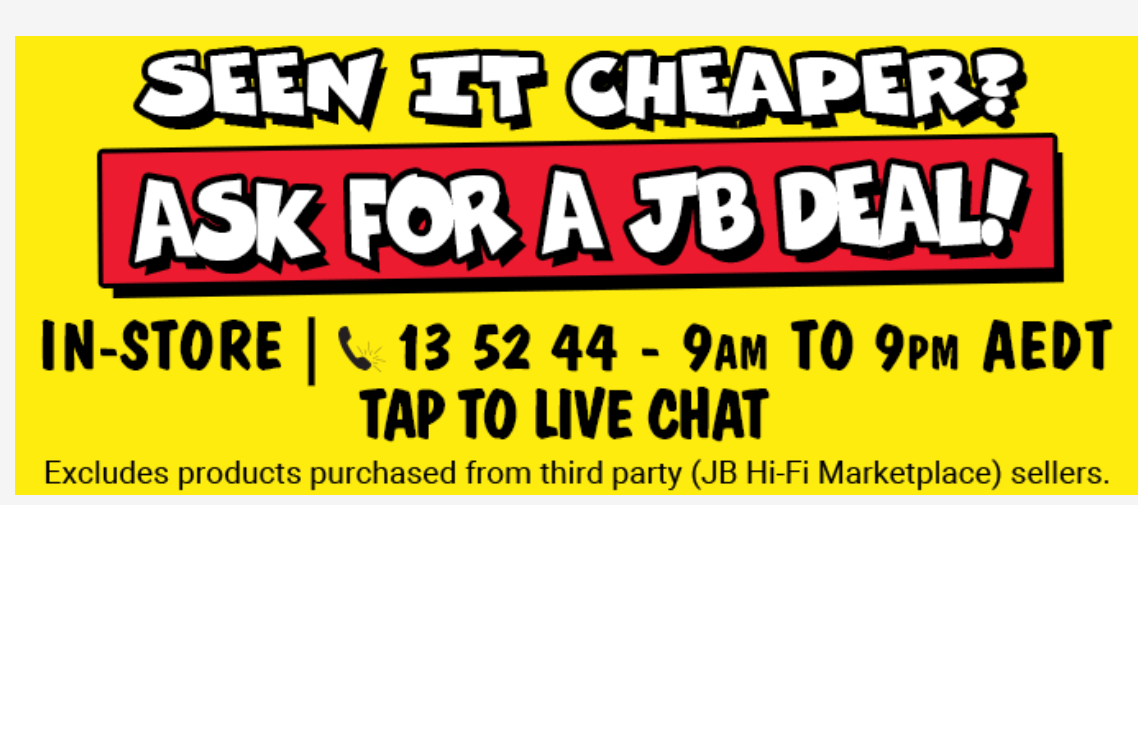 SEEN IT CHEAPER?
ASK FOR A JB DEAL!
IN-STORE | 13 52 44 - 9AM TO 9PM AEDT
TAP TO LIVE CHAT
Excludes products purchased from third party (JB Hi-Fi Marketplace) sellers.